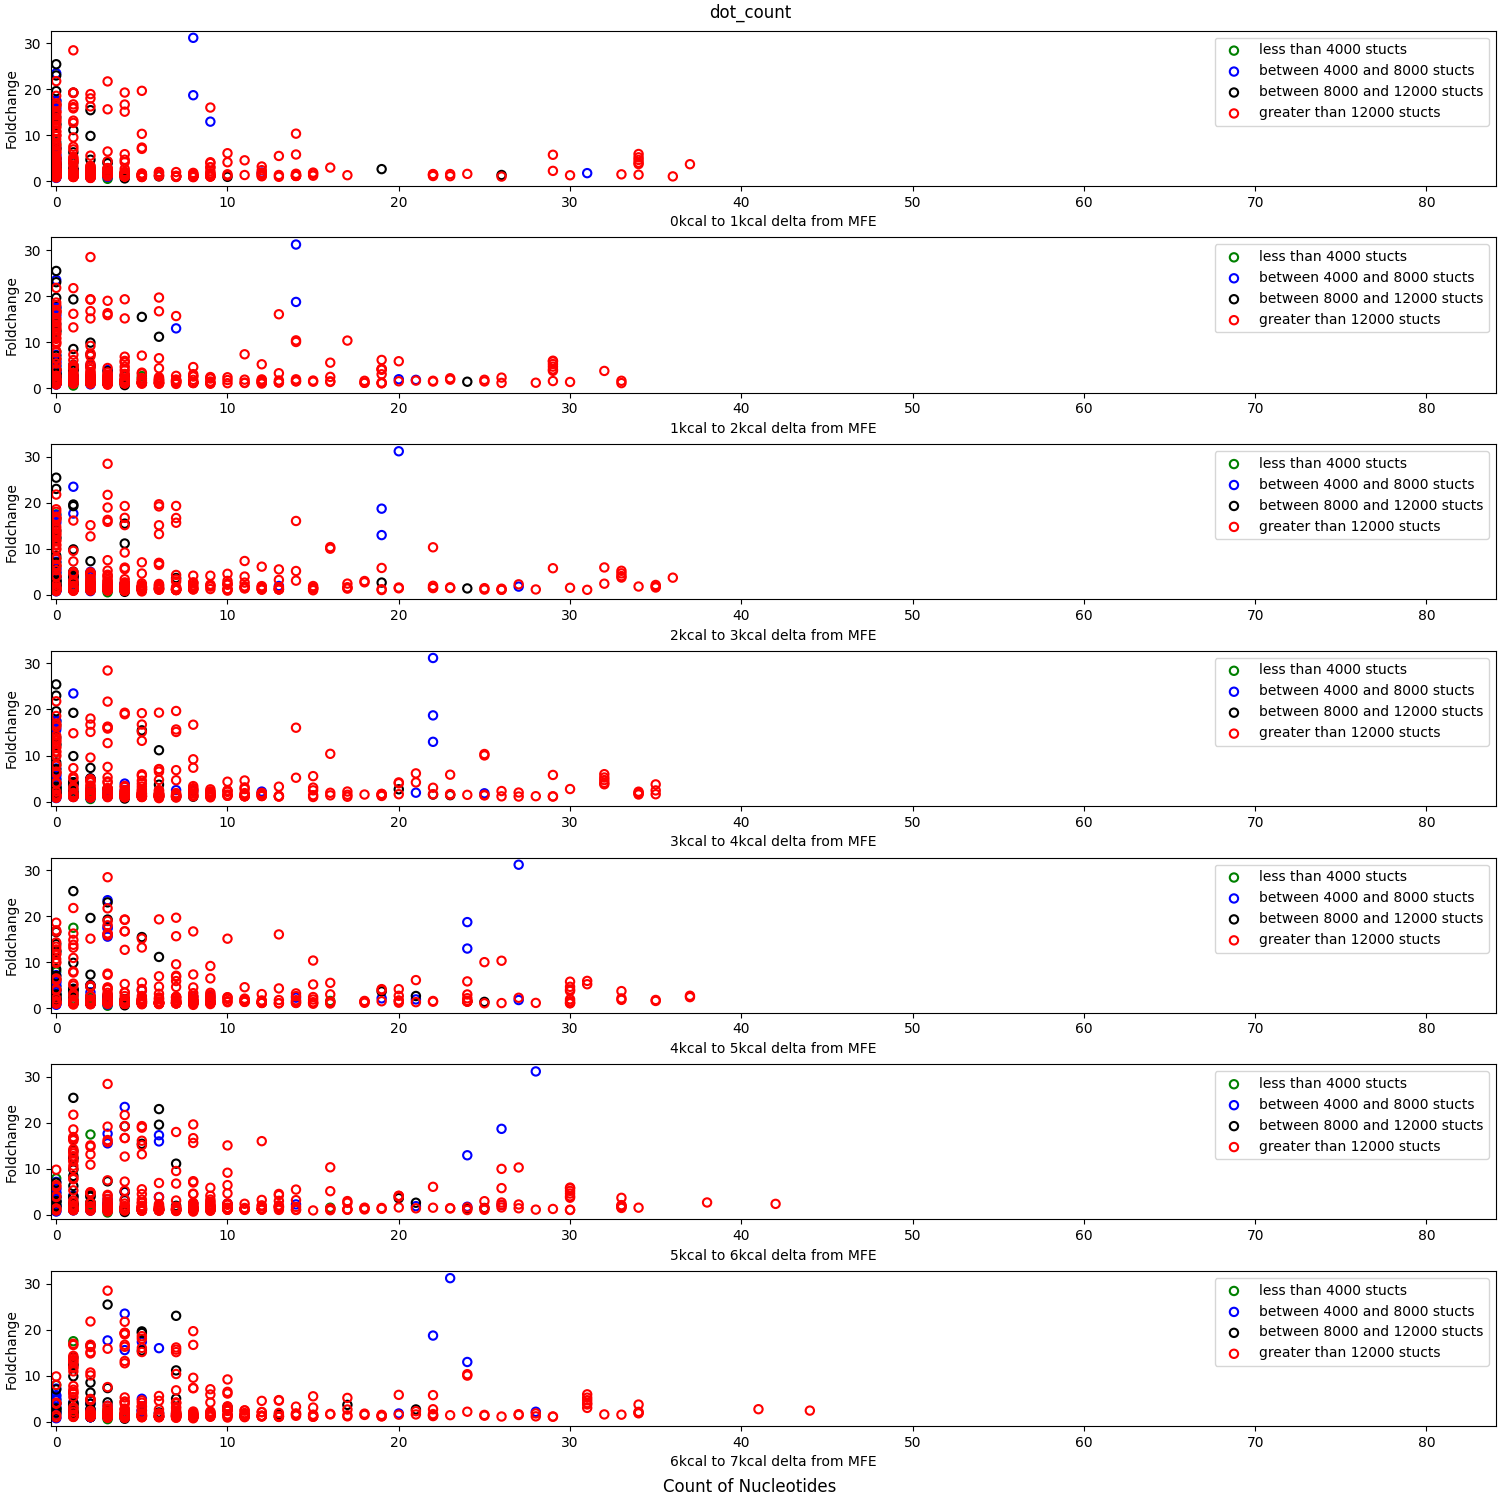 dot_count
30
20
10
0
Foldchange
less than 4000 stucts
between 4000 and 8000 stucts
between 8000 and 12000 stucts
greater than 12000 stucts
0 10 20 30 40 50 60 70 80
0kcal to 1kcal delta from MFE
30
20
10
0
Foldchange
less than 4000 stucts
between 4000 and 8000 stucts
between 8000 and 12000 stucts
greater than 12000 stucts
0 10 20 30 40 50 60 70 80
1kcal to 2kcal delta from MFE
30
20
10
0
Foldchange
less than 4000 stucts
between 4000 and 8000 stucts
between 8000 and 12000 stucts
greater than 12000 stucts
0 10 20 30 40 50 60 70 80
2kcal to 3kcal delta from MFE
30
20
10
0
Foldchange
less than 4000 stucts
between 4000 and 8000 stucts
between 8000 and 12000 stucts
greater than 12000 stucts
0 10 20 30 40 50 60 70 80
3kcal to 4kcal delta from MFE
30
20
10
0
Foldchange
less than 4000 stucts
between 4000 and 8000 stucts
between 8000 and 12000 stucts
greater than 12000 stucts
0 10 20 30 40 50 60 70 80
4kcal to 5kcal delta from MFE
30
20
10
0
Foldchange
less than 4000 stucts
between 4000 and 8000 stucts
between 8000 and 12000 stucts
greater than 12000 stucts
0 10 20 30 40 50 60 70 80
5kcal to 6kcal delta from MFE
30
20
10
0
Foldchange
less than 4000 stucts
between 4000 and 8000 stucts
between 8000 and 12000 stucts
greater than 12000 stucts
0 10 20 30 40 50 60 70 80
6kcal to 7kcal delta from MFE
Count of Nucleotides